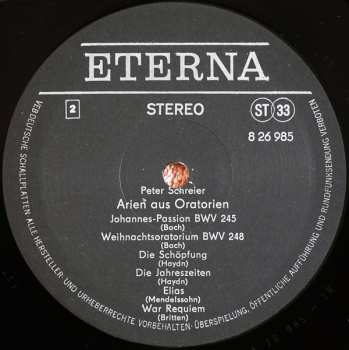 ETERNA
2
STEREO
ST 33
8 26 985
Peter Schreier
Arien aus Oratorien
Johannes-Passion BWV 245
(Bach)
Weihnachtsoratorium BWV 248
(Bach)
Die Schöpfung
(Haydn)
Die Jahreszeiten
(Haydn)
Elias
(Mendelssohn)
War Requiem
(Britten)
VEB DEUTSCHE SCHALLPLATTEN · ALLE HERSTELLER- UND URHEBERRECHTE VORBEHALTEN · ÜBERSPIELUNG, ÖFFENTLICHE AUFFÜHRUNG UND RUNDFUNKSENDUNG VERBOTEN